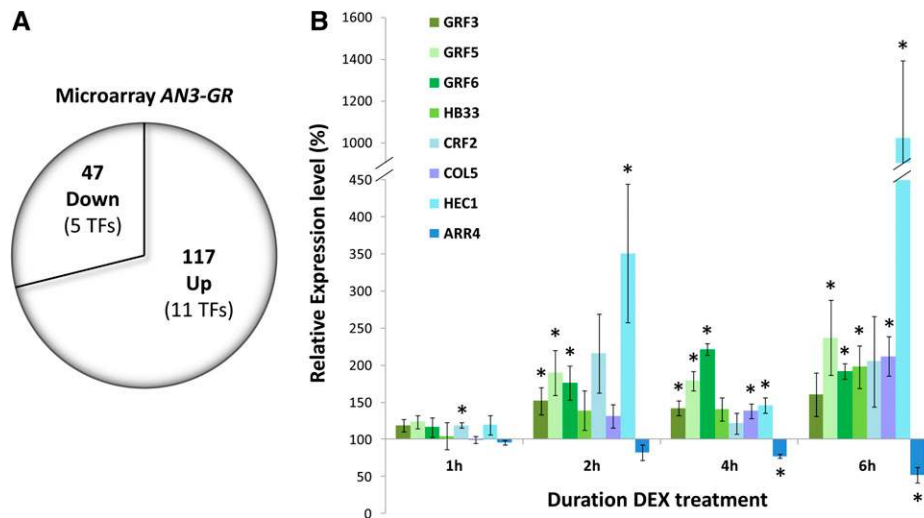 A
Microarray AN3-GR
47
Down
(5 TFs)
117
Up
(11 TFs)
B
Relative Expression level (%)
1600
1400
1200
1000
450
400
350
300
250
200
150
100
50
0
GRF3
GRF5
GRF6
HB33
CRF2
COL5
HEC1
ARR4
* * * * * * * * * * * * * * * * * *
1h 2h 4h 6h
Duration DEX treatment